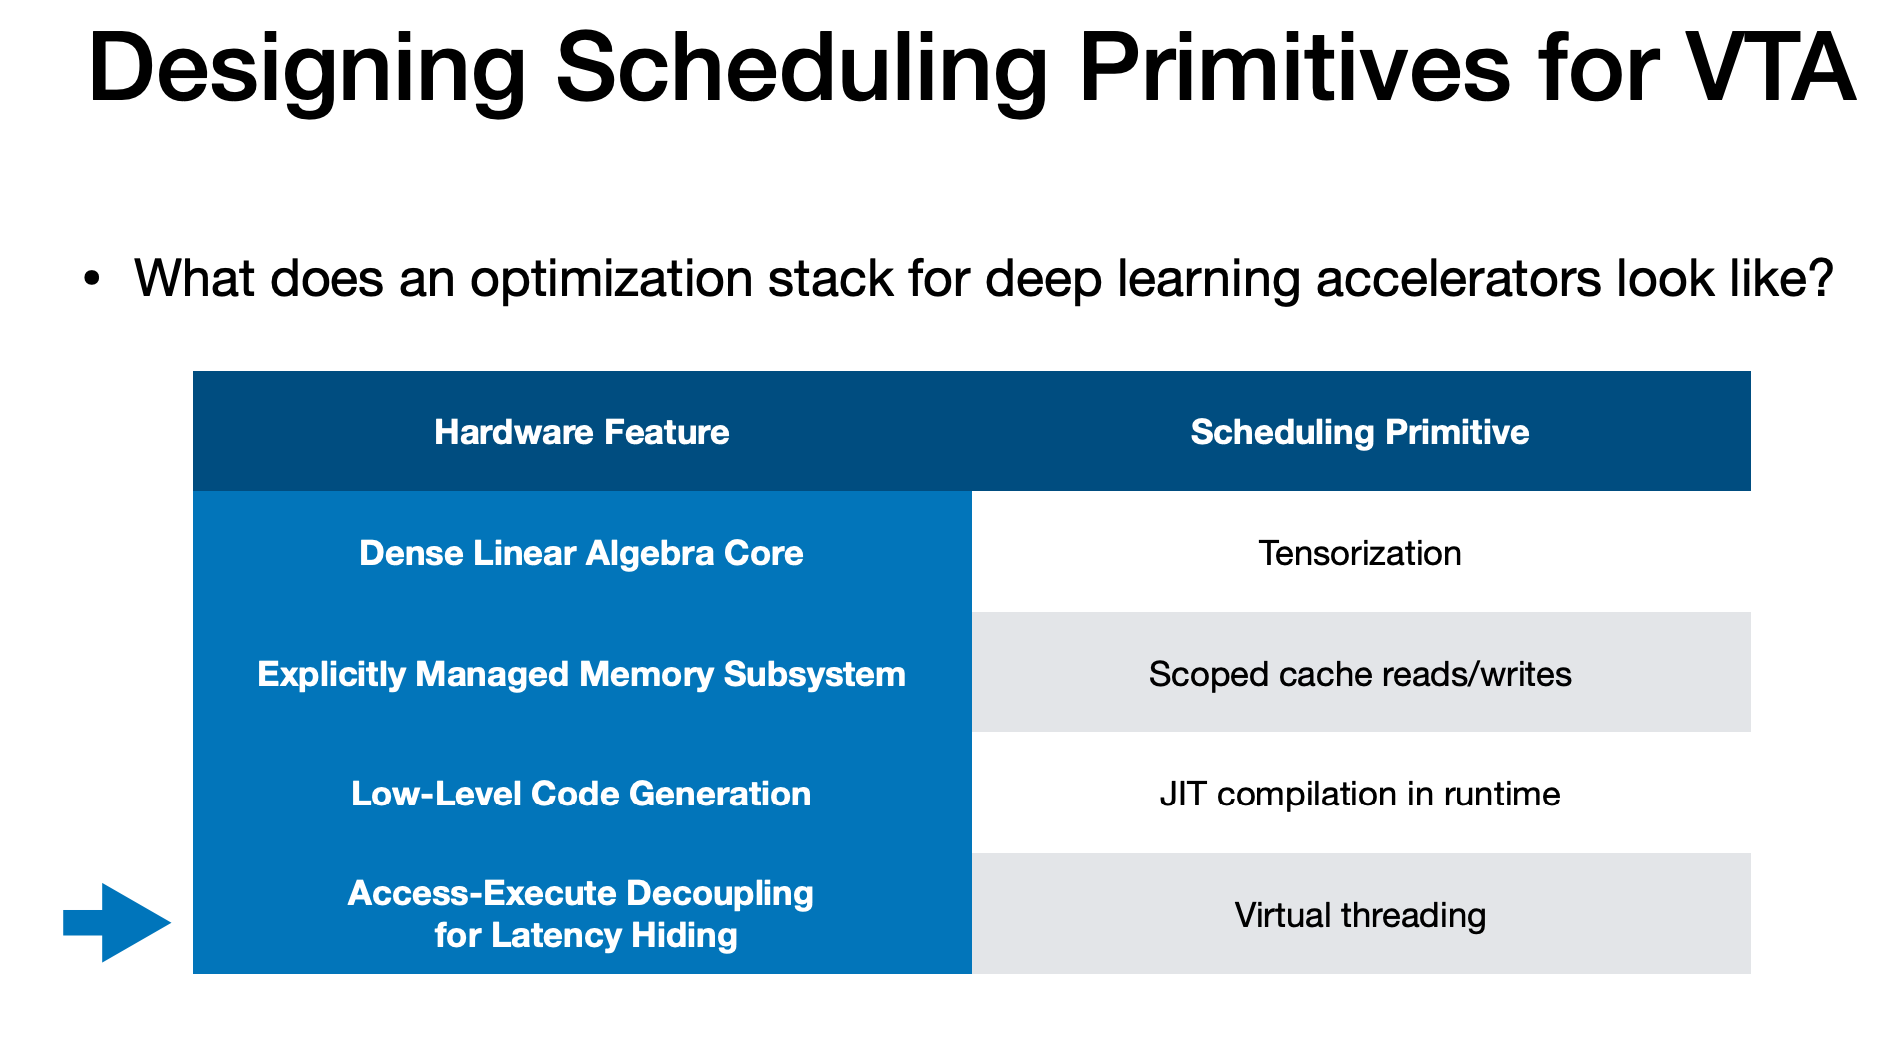 Designing Scheduling Primitives for VTA
• What does an optimization stack for deep learning accelerators look like?
Hardware Feature Scheduling Primitive
Dense Linear Algebra Core Tensorization
Explicitly Managed Memory Subsystem Scoped cache reads/writes
Low-Level Code Generation JIT compilation in runtime
Access-Execute Decoupling
for Latency Hiding Virtual threading